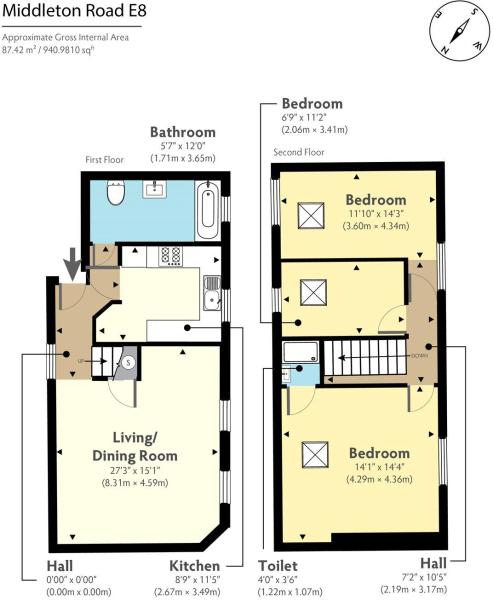 Middleton Road E8
Approximate Gross Internal Area
87.42 m² / 940.9810 sqʰ
N
E
S
W
First Floor
Bathroom
5'7" x 12'0"
(1.71m × 3.65m)
Bedroom
6'9" x 11'2"
(2.06m × 3.41m)
Second Floor
Bedroom
11'10" x 14'3"
(3.60m × 4.34m)
UP
S
DOWN
Living/
Dining Room
27'3" x 15'1"
(8.31m × 4.59m)
Bedroom
14'1" x 14'4"
(4.29m × 4.36m)
Hall
0'00" x 0'00"
(0.00m x 0.00m)
Kitchen
8'9" x 11'5"
(2.67m × 3.49m)
Toilet
4'0" x 3'6"
(1.22m x 1.07m)
Hall
7'2" x 10'5"
(2.19m × 3.17m)